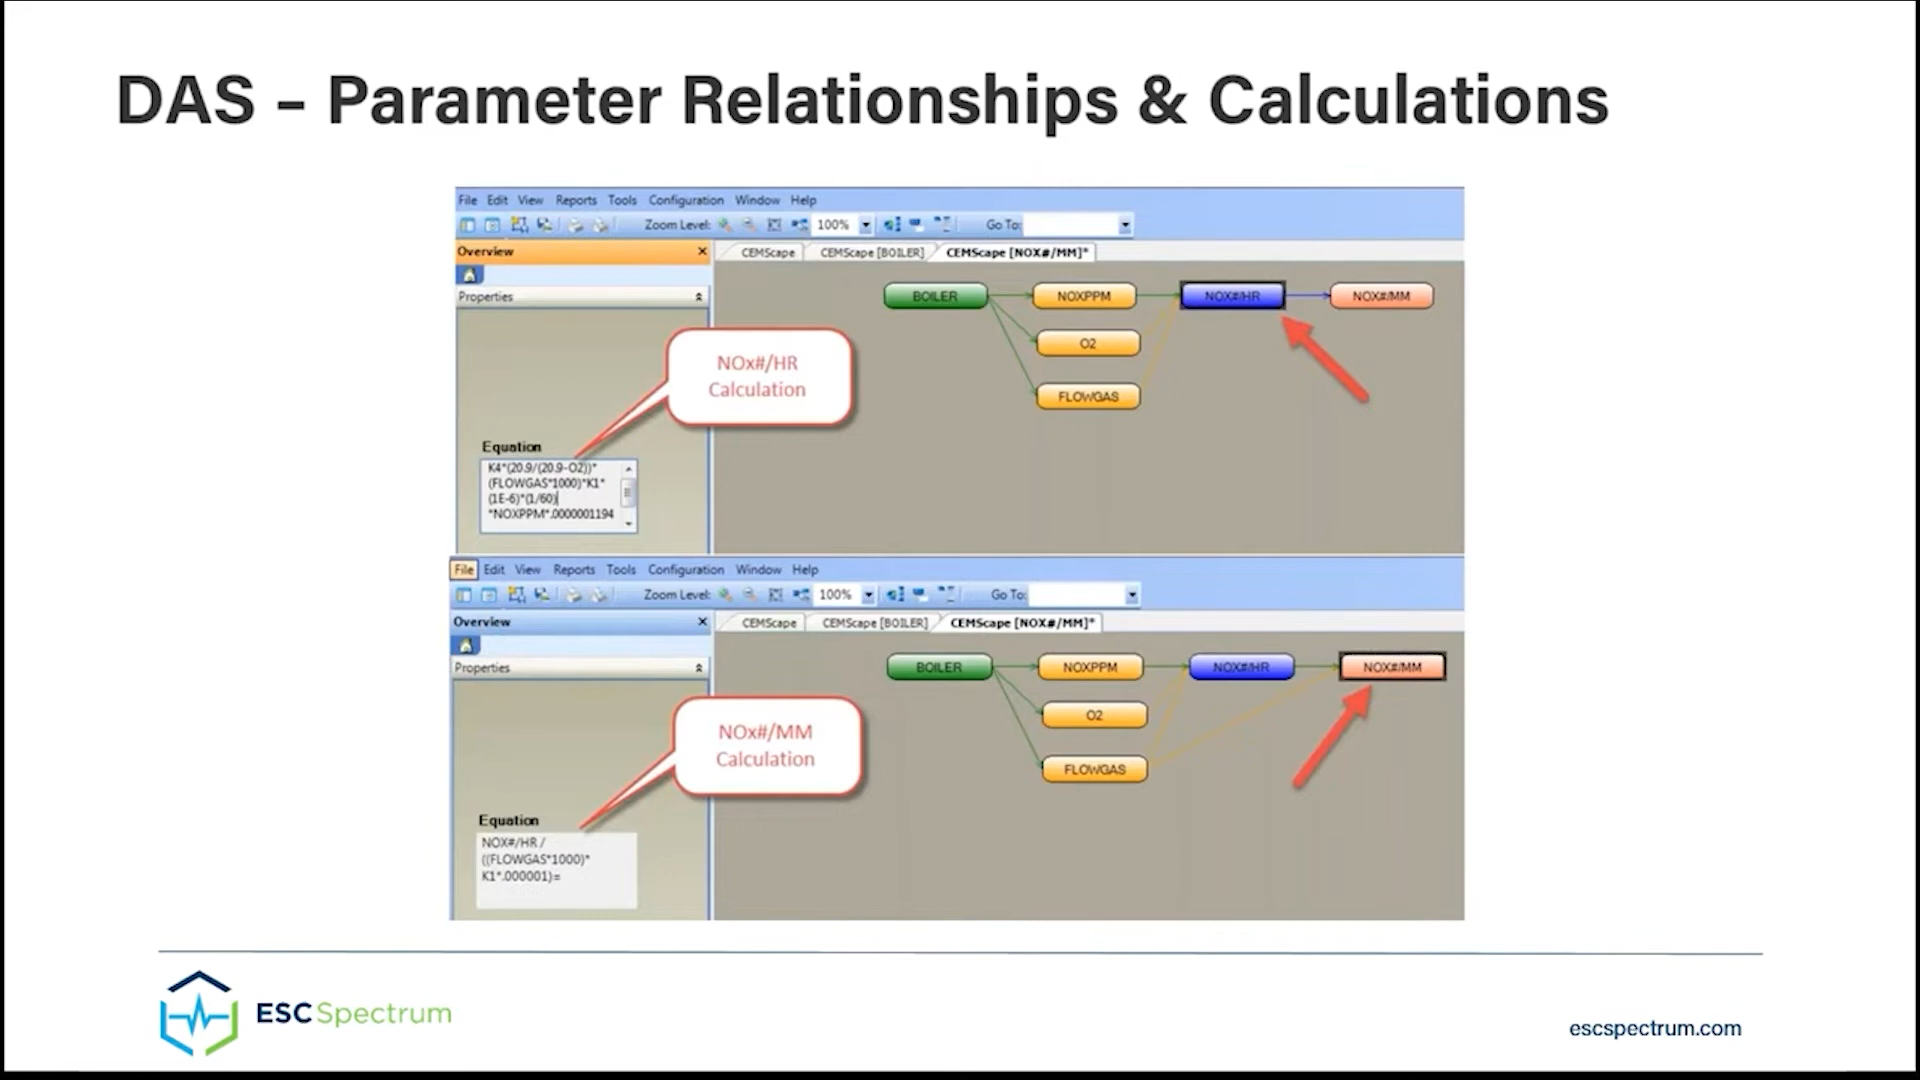 DAS – Parameter Relationships & Calculations
File Edit View Reports Tools Configuration Window Help
Zoom Level: 100% Go To:
Overview
CEMScape CEMScape [BOILER] CEMScape [NOX#/MM]*
Properties
BOILER NOXPPM NOX#/HR NOX#/MM
O2
FLOWGAS
NOx#/HR
Calculation
Equation
K4*(20.9/(20.9-O2))*
(FLOWGAS*1000)*K1*
(1E-6)*(1/60)
*NOXPPM*.0000001194
File Edit View Reports Tools Configuration Window Help
Zoom Level: 100% Go To:
Overview
CEMScape CEMScape [BOILER] CEMScape [NOX#/MM]*
Properties
BOILER NOXPPM NOX#/HR NOX#/MM
O2
FLOWGAS
NOx#/MM
Calculation
Equation
NOX#/HR /
((FLOWGAS*1000)*
K1*.000001)=
ESC Spectrum
escspectrum.com